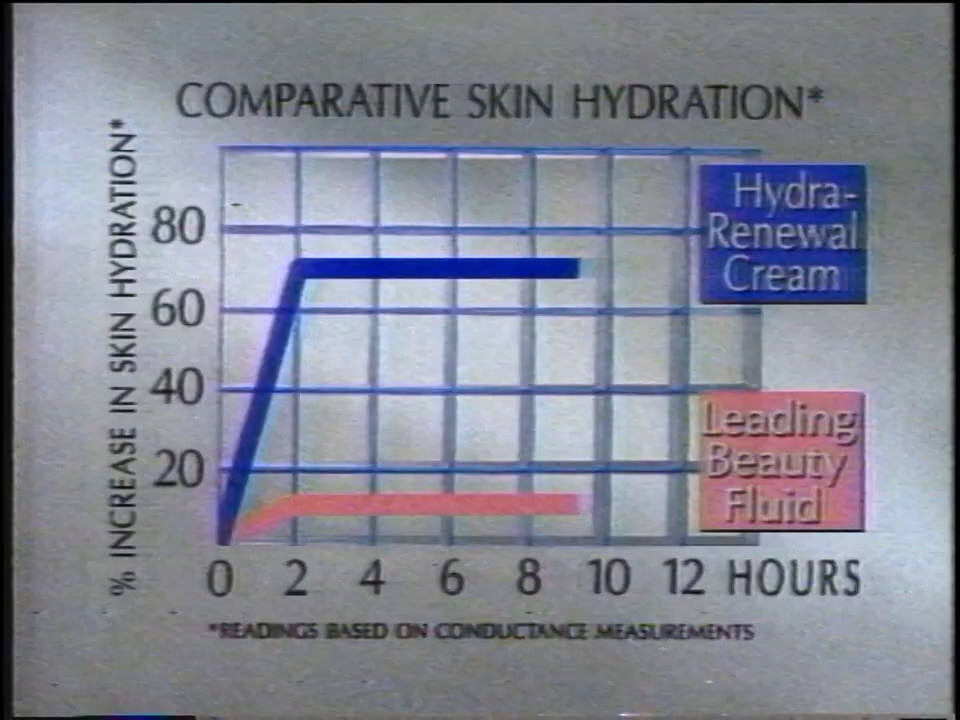 COMPARATIVE SKIN HYDRATION*
% INCREASE IN SKIN HYDRATION*
80
60
40
20
0 2 4 6 8 10 12 HOURS
Hydra-
Renewal
Cream
Leading
Beauty
Fluid
*READINGS BASED ON CONDUCTANCE MEASUREMENTS